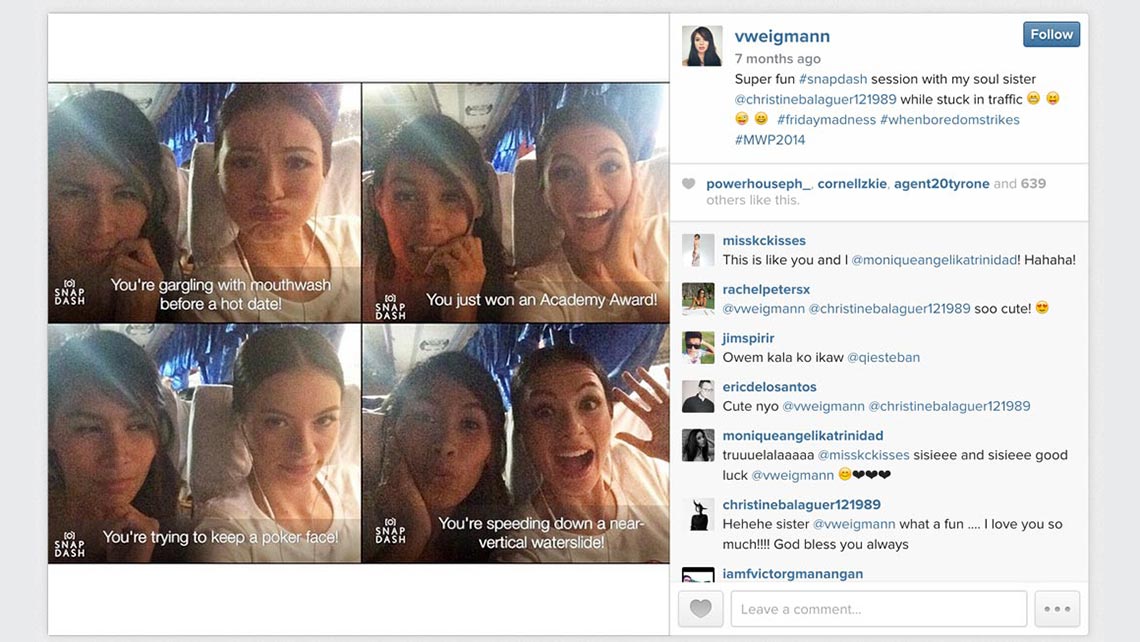 SNAP
DASH
You're gargling with mouthwash
before a hot date!
SNAP
DASH
You just won an Academy Award!
SNAP
DASH
You're trying to keep a poker face!
SNAP
DASH
You're speeding down a near-
vertical waterslide!
vweigmann
Follow
7 months ago
Super fun #snapdash session with my soul sister
@christinebalaguer121989 while stuck in traffic 😁 😝
😜 😋 #fridaymadness #whenboredomstrikes
#MWP2014
powerhouseph_, cornellzkie, agent20tyrone and 639
others like this.
misskckisses
This is like you and I @moniqueangelikatrinidad! Hahaha!
rachelpetersx
@vweigmann @christinebalaguer121989 soo cute! 😍
jimspirir
Owem kala ko ikaw @qiesteban
ericdelosantos
Cute nyo @vweigmann @christinebalaguer121989
moniqueangelikatrinidad
truuuelalaaaaa @misskckisses sisieee and sisieee good
luck @vweigmann 😊❤❤❤
christinebalaguer121989
Hehehe sister @vweigmann what a fun .... I love you so
much!!!! God bless you always
iamfvictorgmanangan
Leave a comment...